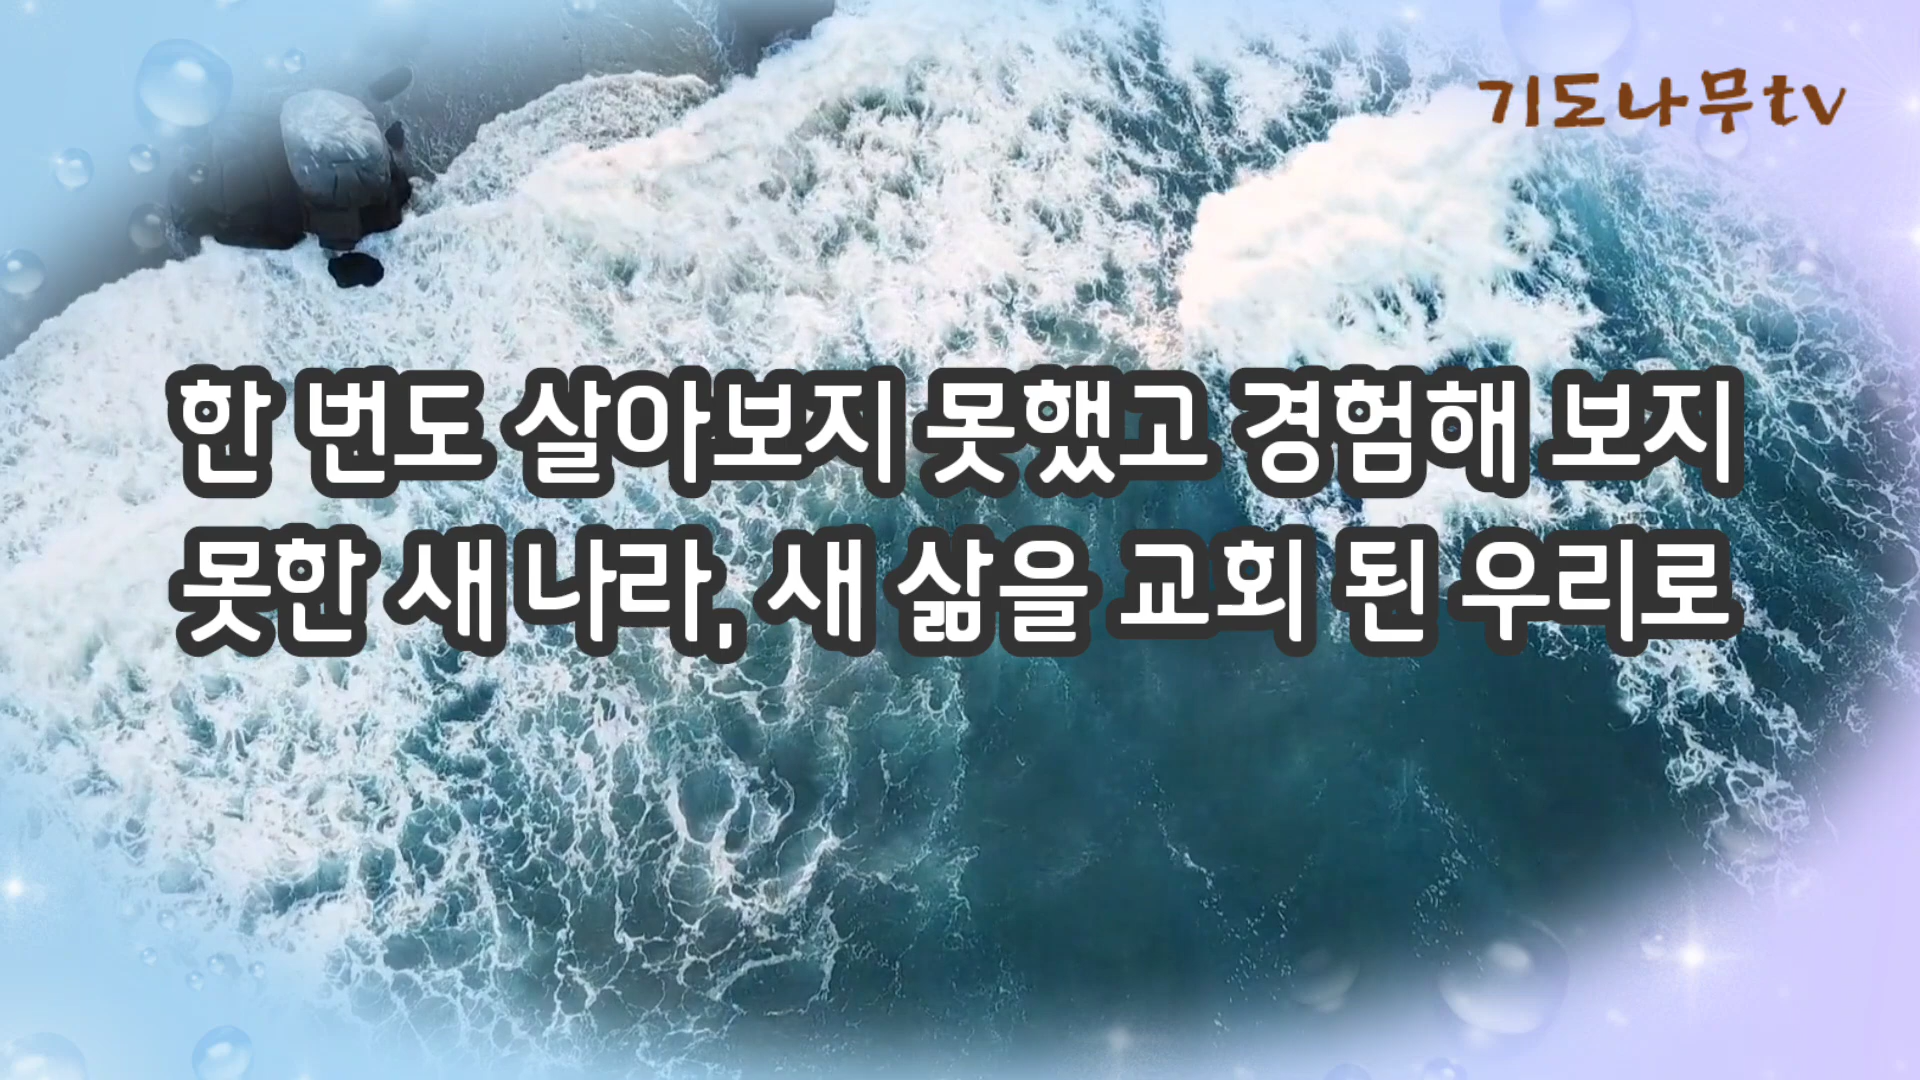 기도나무tv
한 번도 살아보지 못했고 경험해 보지
못한 새 나라, 새 삶을 교회 된 우리로